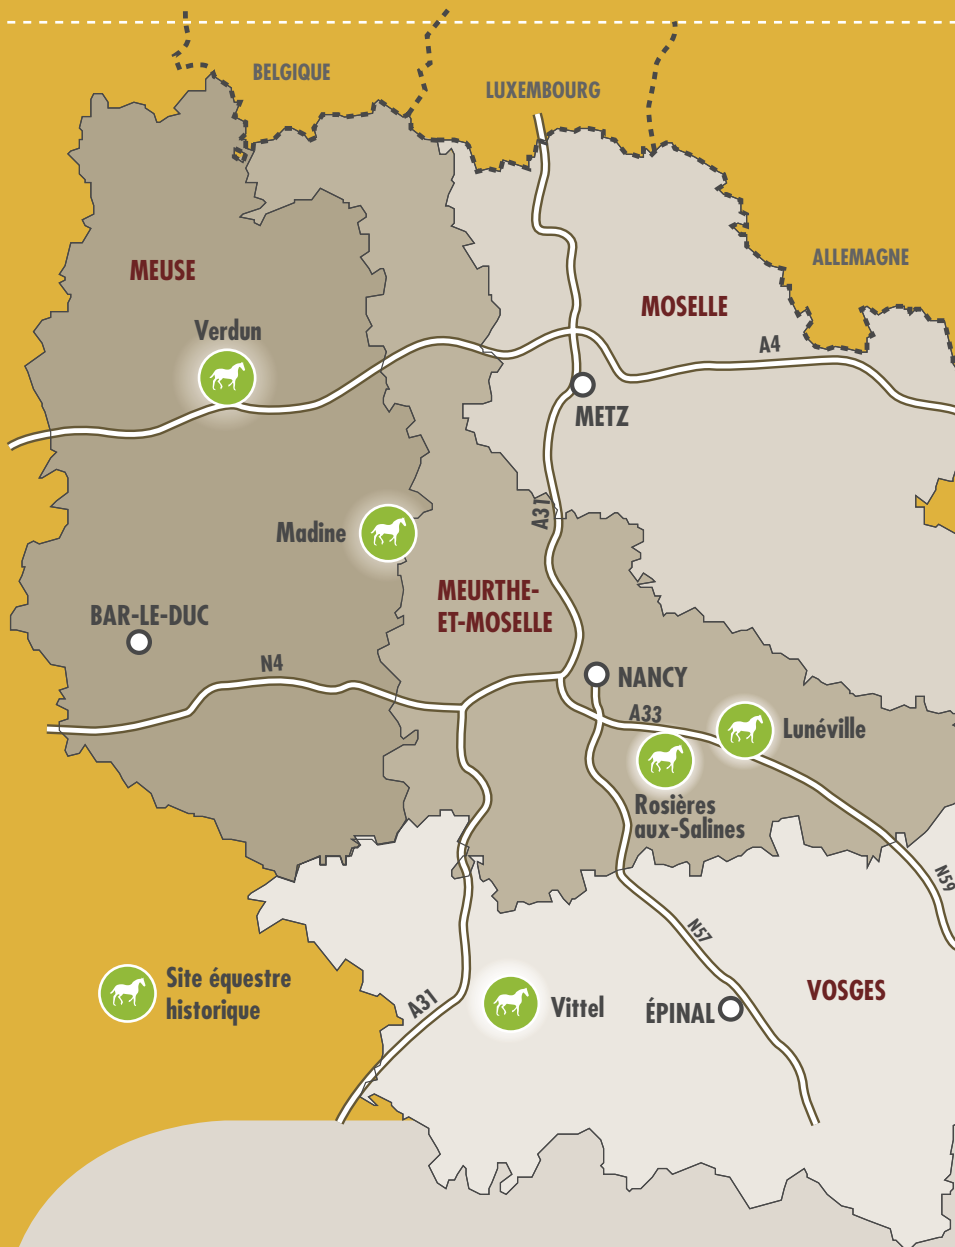 BELGIQUE
LUXEMBOURG
ALLEMAGNE
MEUSE
MOSELLE
Verdun
A4
METZ
A31
Madine
MEURTHE-
ET-MOSELLE
BAR-LE-DUC
N4
NANCY
A33
Lunéville
Rosières
aux-Salines
N59
N57
Site équestre
historique
A31
Vittel
ÉPINAL
VOSGES